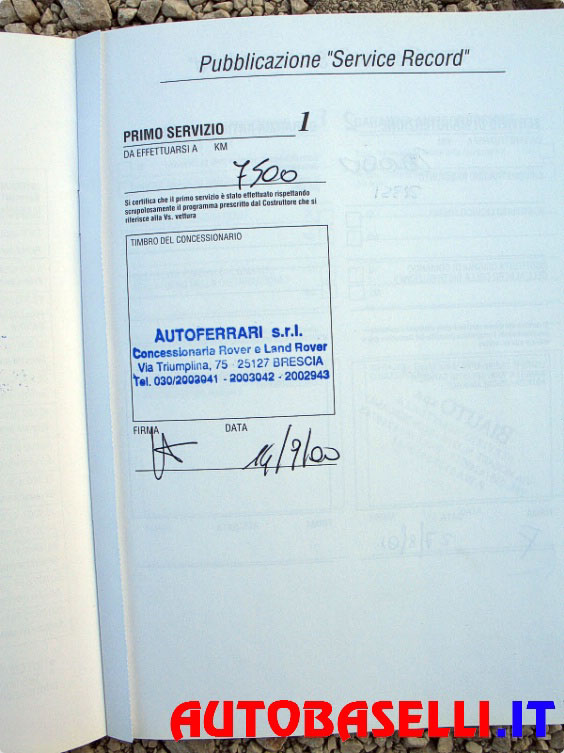 Pubblicazione "Service Record"
PRIMO SERVIZIO 1
DA EFFETTUARSI A KM
7500
Si certifica che il primo servizio è stato effettuato rispettando
scrupolosamente il programma prescritto dal Costruttore che si
riferisce alla Vs. vettura
TIMBRO DEL CONCESSIONARIO
AUTOFERRARI s.r.l.
Concessionaria Rover e Land Rover
Via Triumplina, 75 - 25127 BRESCIA
Tel. 030/2003041 - 2003042 - 2002943
FIRMA DATA
14/9/00
AUTOBASELLI.IT